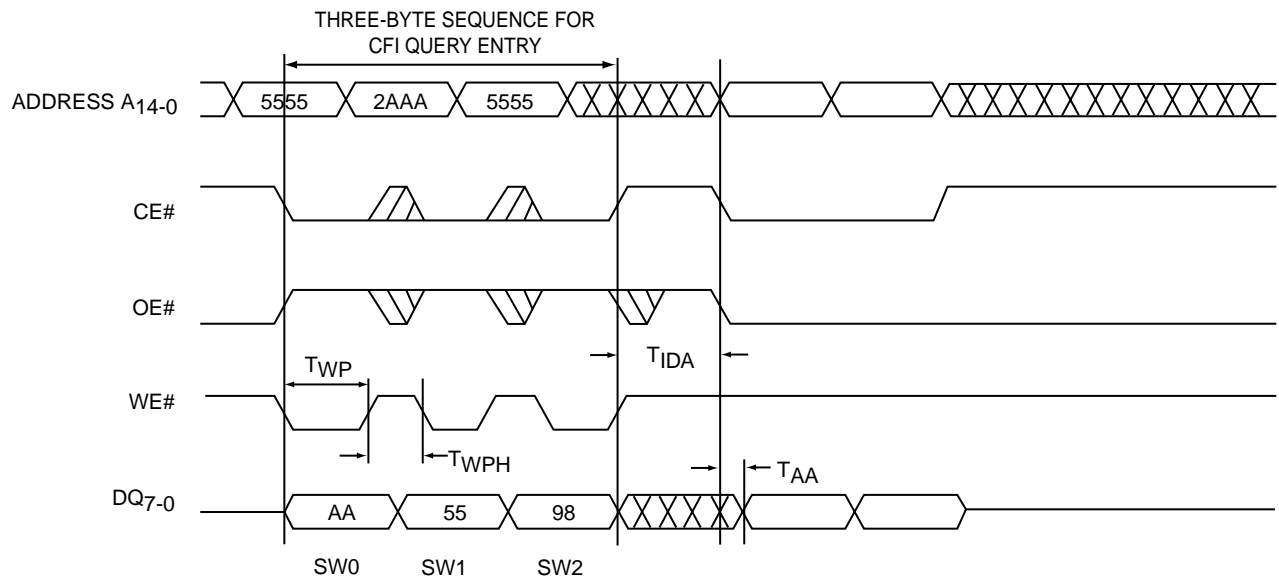 THREE-BYTE SEQUENCE FOR
CFI QUERY ENTRY
ADDRESS A14-0
5555
2AAA
5555
CE#
OE#
TIDA
TWP
WE#
TWPH
TAA
DQ7-0
AA
55
98
SW0
SW1
SW2